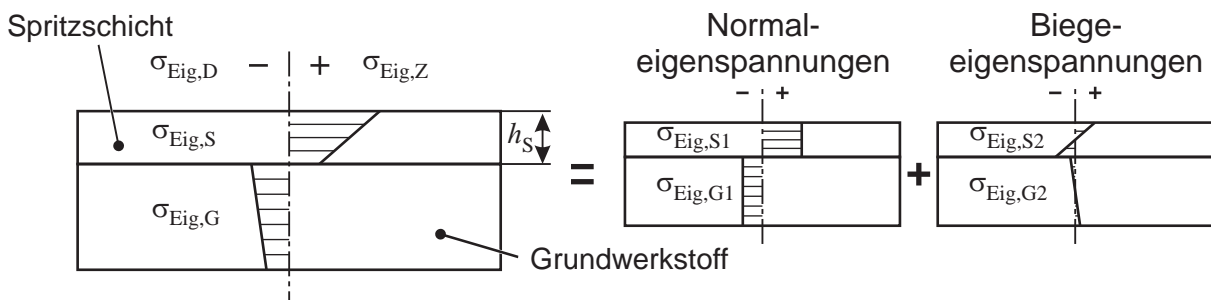 Spritzschicht
σEig,D − + σEig,Z
σEig,S
hS
σEig,G
Grundwerkstoff
=
Normal-
eigenspannungen
− +
σEig,S1
σEig,G1
+
Biege-
eigenspannungen
− +
σEig,S2
σEig,G2